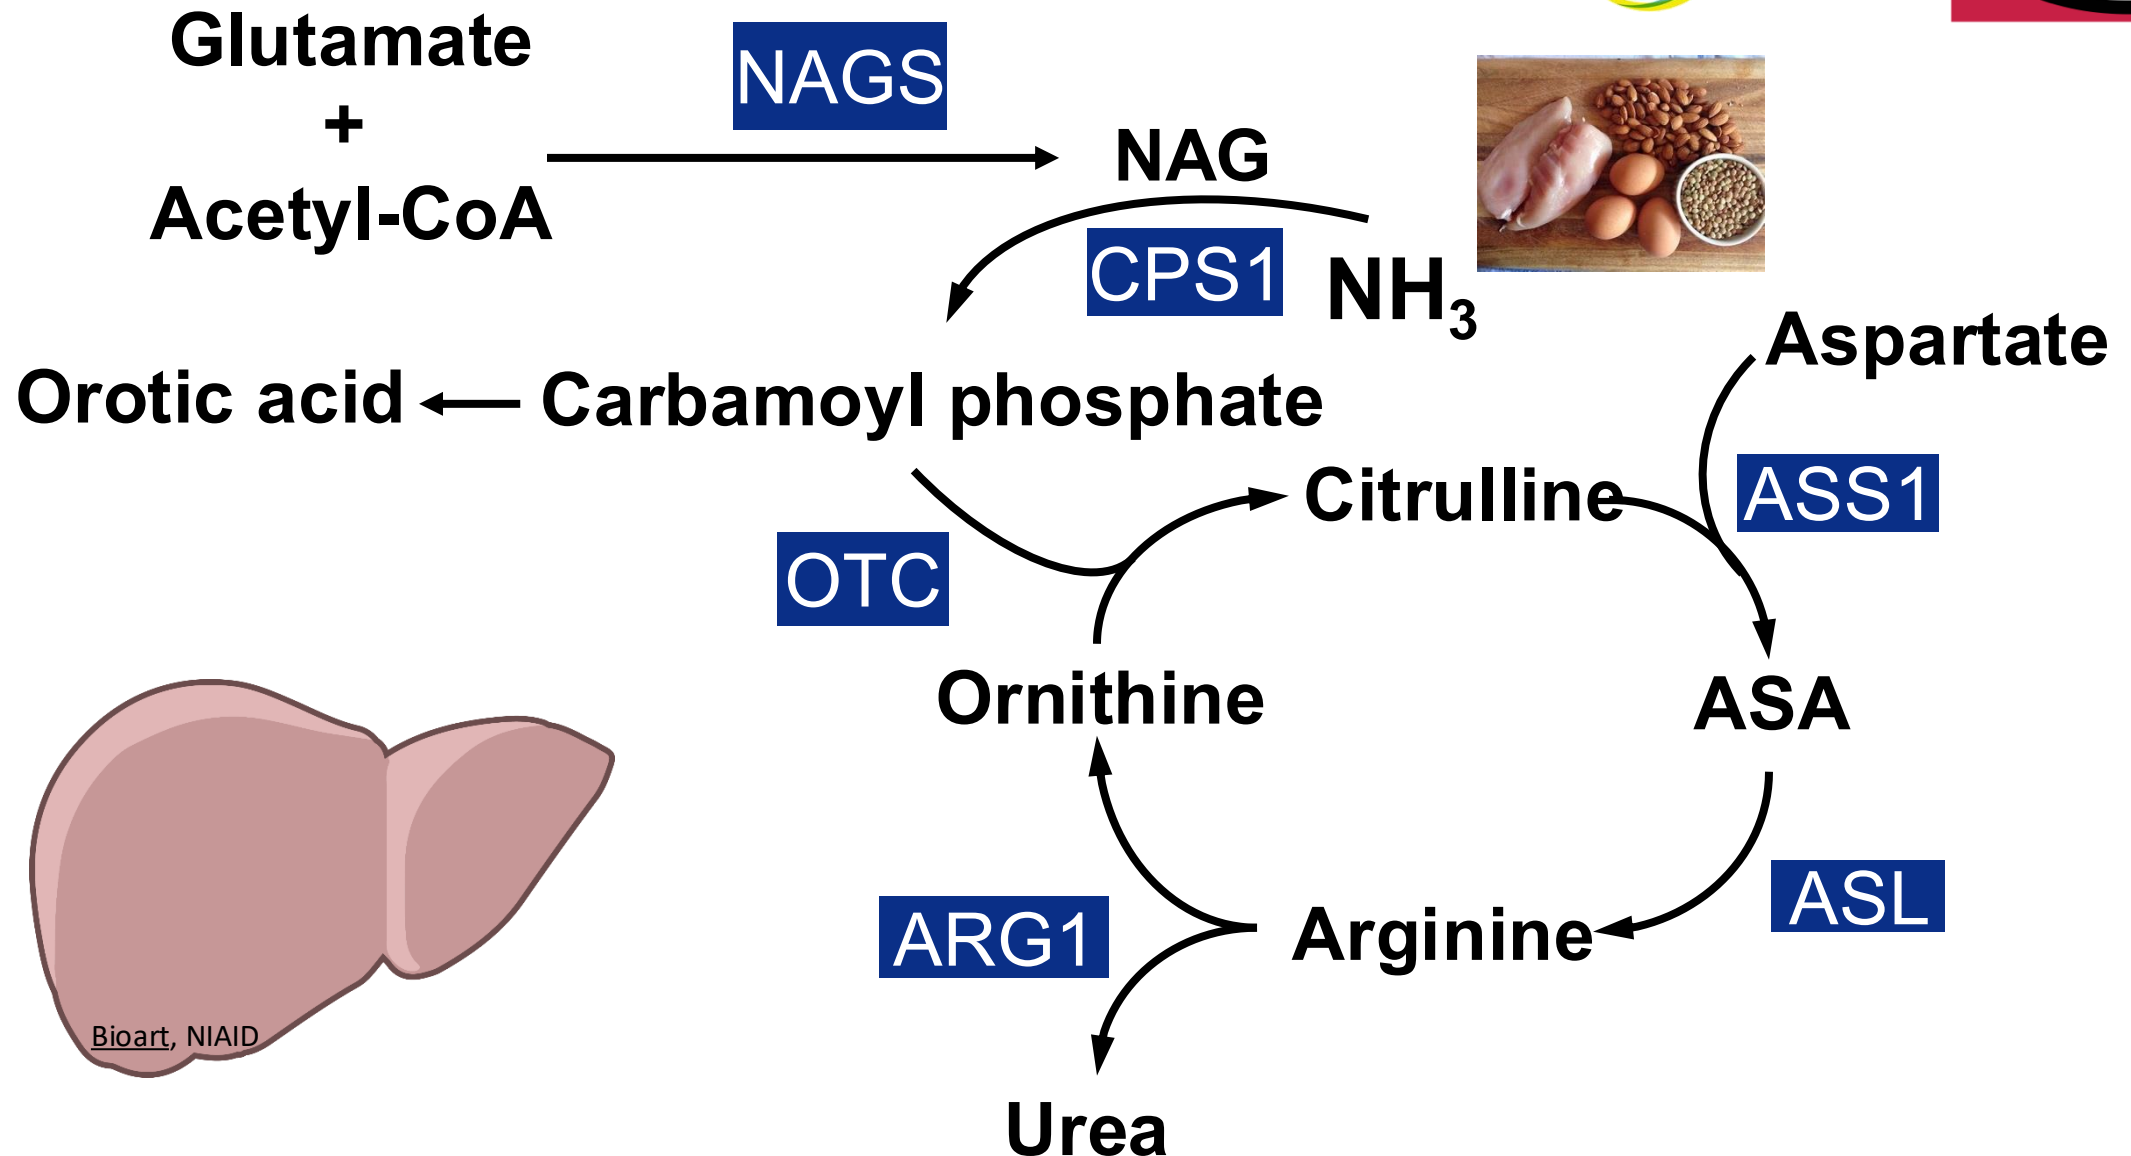 Glutamate
+
Acetyl-CoA
NAGS
NAG
CPS1
NH₃
Aspartate
Orotic acid
Carbamoyl phosphate
Citrulline
ASS1
OTC
Ornithine
ASA
ARG1
Arginine
ASL
Bioart, NIAID
Urea